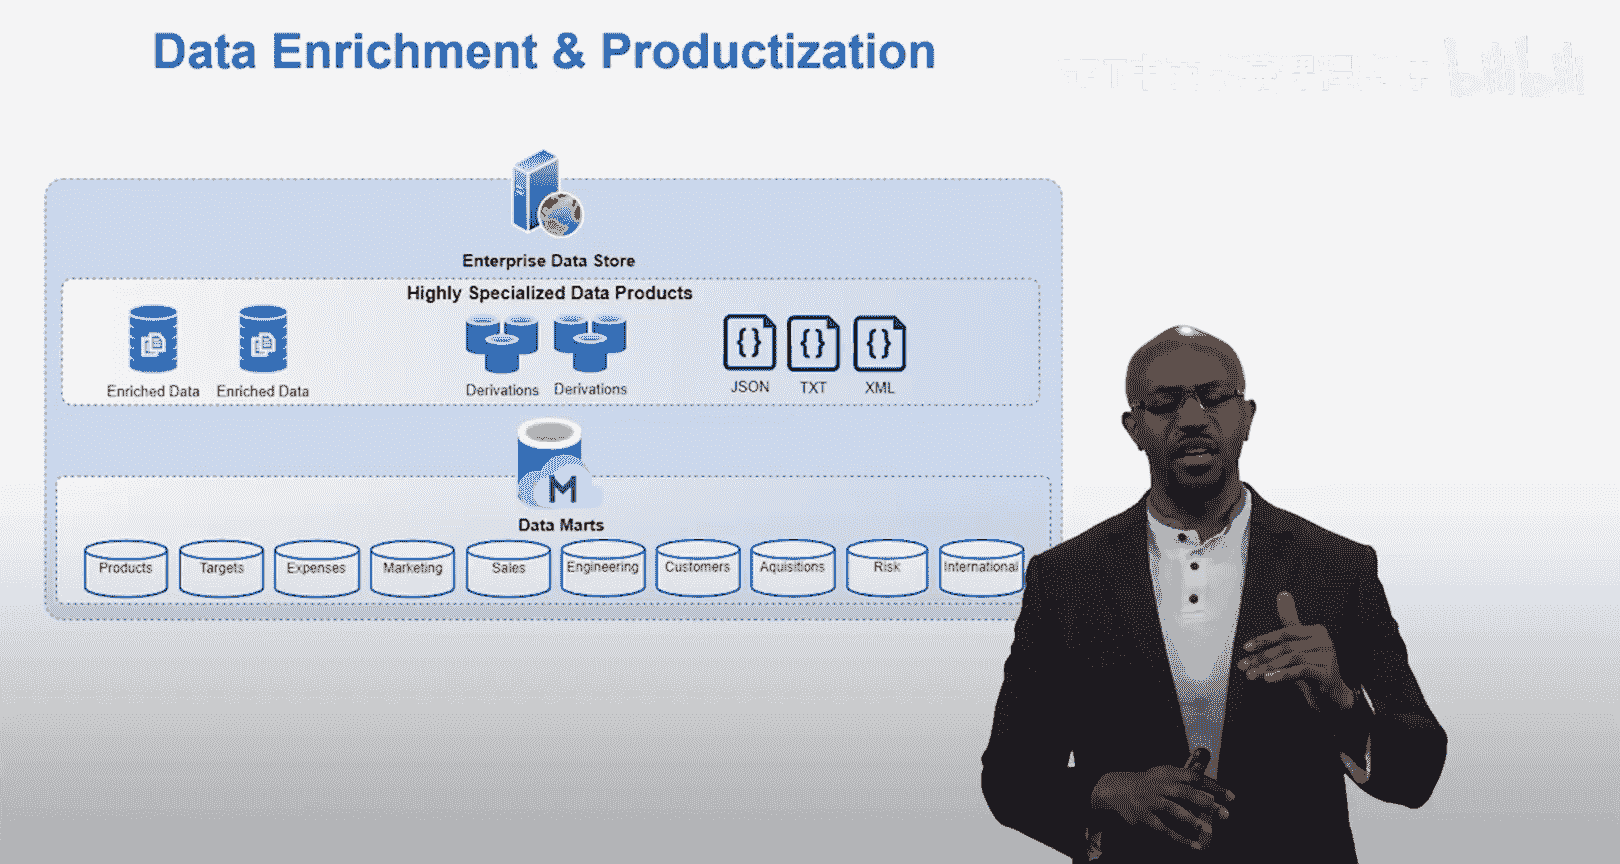 Data Enrichment & Productization
bilibili
Enterprise Data Store
Highly Specialized Data Products
Enriched Data Enriched Data Derivations Derivations JSON TXT XML
M
Data Marts
Products Targets Expenses Marketing Sales Engineering Customers Aquisitions Risk International